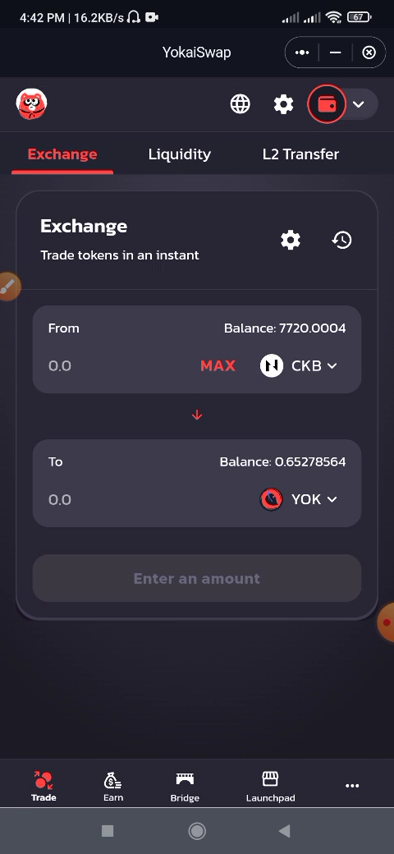 4:42 PM | 16.2KB/s 67
YokaiSwap
Exchange Liquidity L2 Transfer
Exchange
Trade tokens in an instant
From Balance: 7720.0004
0.0 MAX CKB
To Balance: 0.65278564
0.0 YOK
Enter an amount
Trade Earn Bridge Launchpad